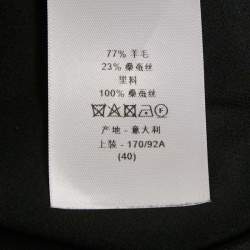 77% 羊毛
23% 桑蚕丝
里料
100% 桑蚕丝
产地 - 意大利
上装 - 170/92A
(40)